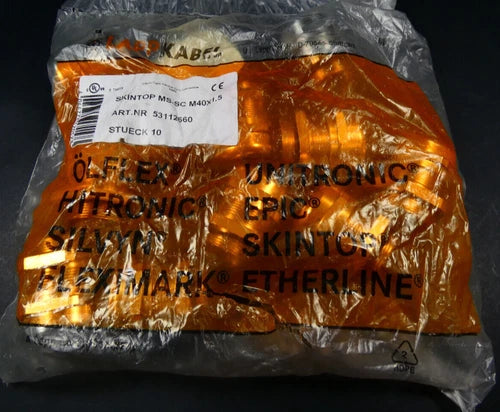 LAPP KABEL
SKINTOP MS-SC M40x1.5
ART.NR 53112660
STUECK 10
ÖLFLEX® UNITRONIC®
HITRONIC® EPIC®
SILVYN® SKINTOP®
FLEXIMARK® ETHERLINE®